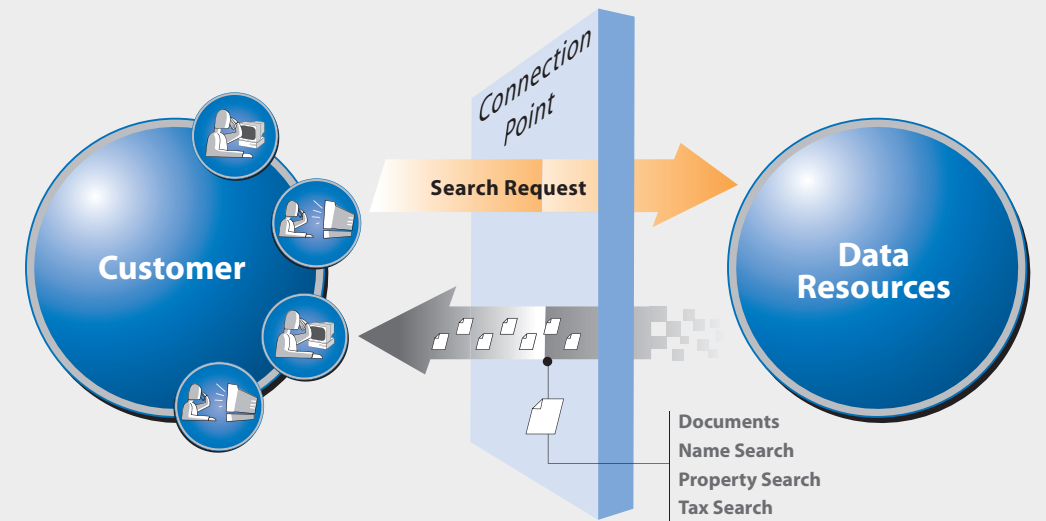 Connection
Point
Search Request
Customer
Data
Resources
Documents
Name Search
Property Search
Tax Search